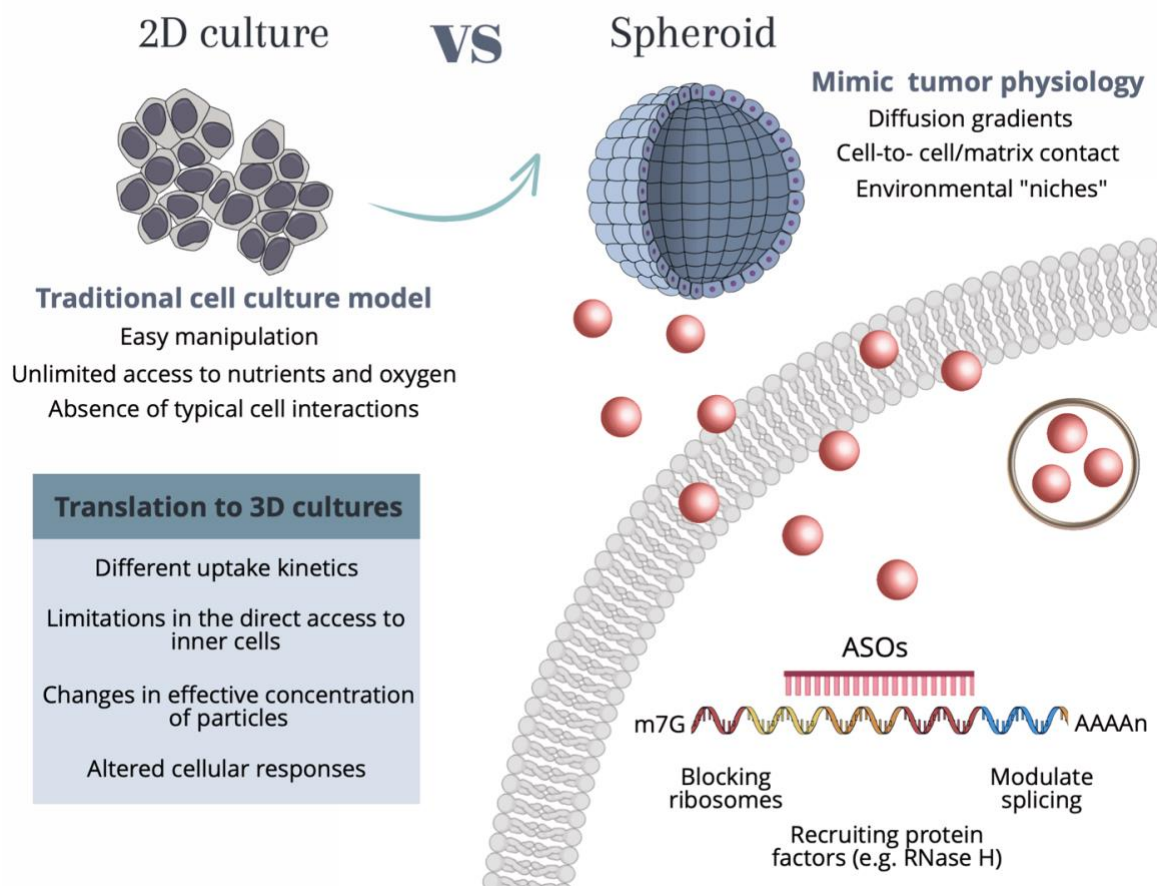 2D culture
VS
Spheroid
Mimic tumor physiology
Diffusion gradients
Cell-to- cell/matrix contact
Environmental "niches"
Traditional cell culture model
Easy manipulation
Unlimited access to nutrients and oxygen
Absence of typical cell interactions
Translation to 3D cultures
Different uptake kinetics
Limitations in the direct access to
inner cells
Changes in effective concentration
of particles
Altered cellular responses
ASOs
m7G
AAAAn
Blocking
ribosomes
Modulate
splicing
Recruiting protein
factors (e.g. RNase H)